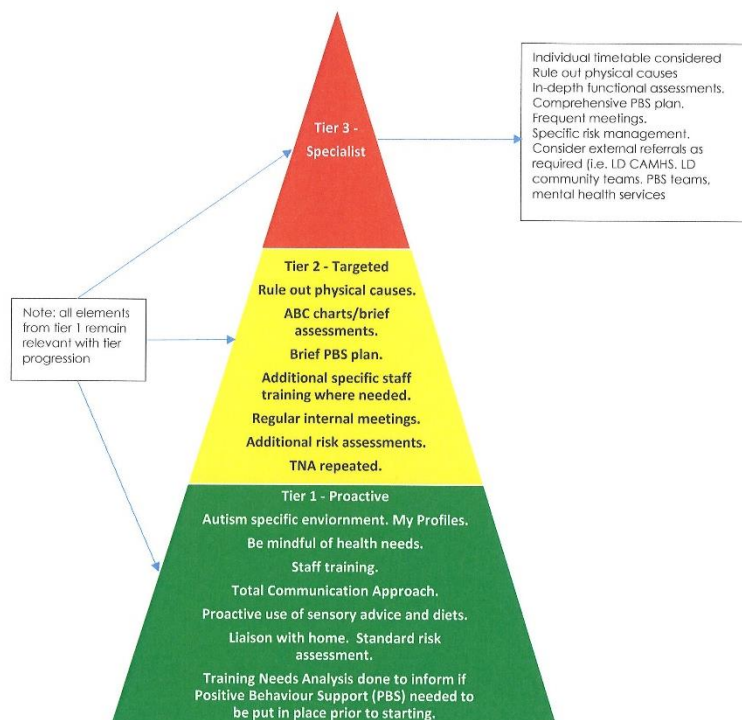 Tier 3 -
Specialist
Individual timetable considered
Rule out physical causes
In-depth functional assessments.
Comprehensive PBS plan.
Frequent meetings.
Specific risk management.
Consider external referrals as
required (i.e. LD CAMHS. LD
community teams. PBS teams,
mental health services
Note: all elements
from tier 1 remain
relevant with tier
progression
Tier 2 - Targeted
Rule out physical causes.
ABC charts/brief
assessments.
Brief PBS plan.
Additional specific staff
training where needed.
Regular internal meetings.
Additional risk assessments.
TNA repeated.
Tier 1 - Proactive
Autism specific enviornment. My Profiles.
Be mindful of health needs.
Staff training.
Total Communication Approach.
Proactive use of sensory advice and diets.
Liaison with home.  Standard risk
assessment.
Training Needs Analysis done to inform if
Positive Behaviour Support (PBS) needed to
be put in place prior to starting.